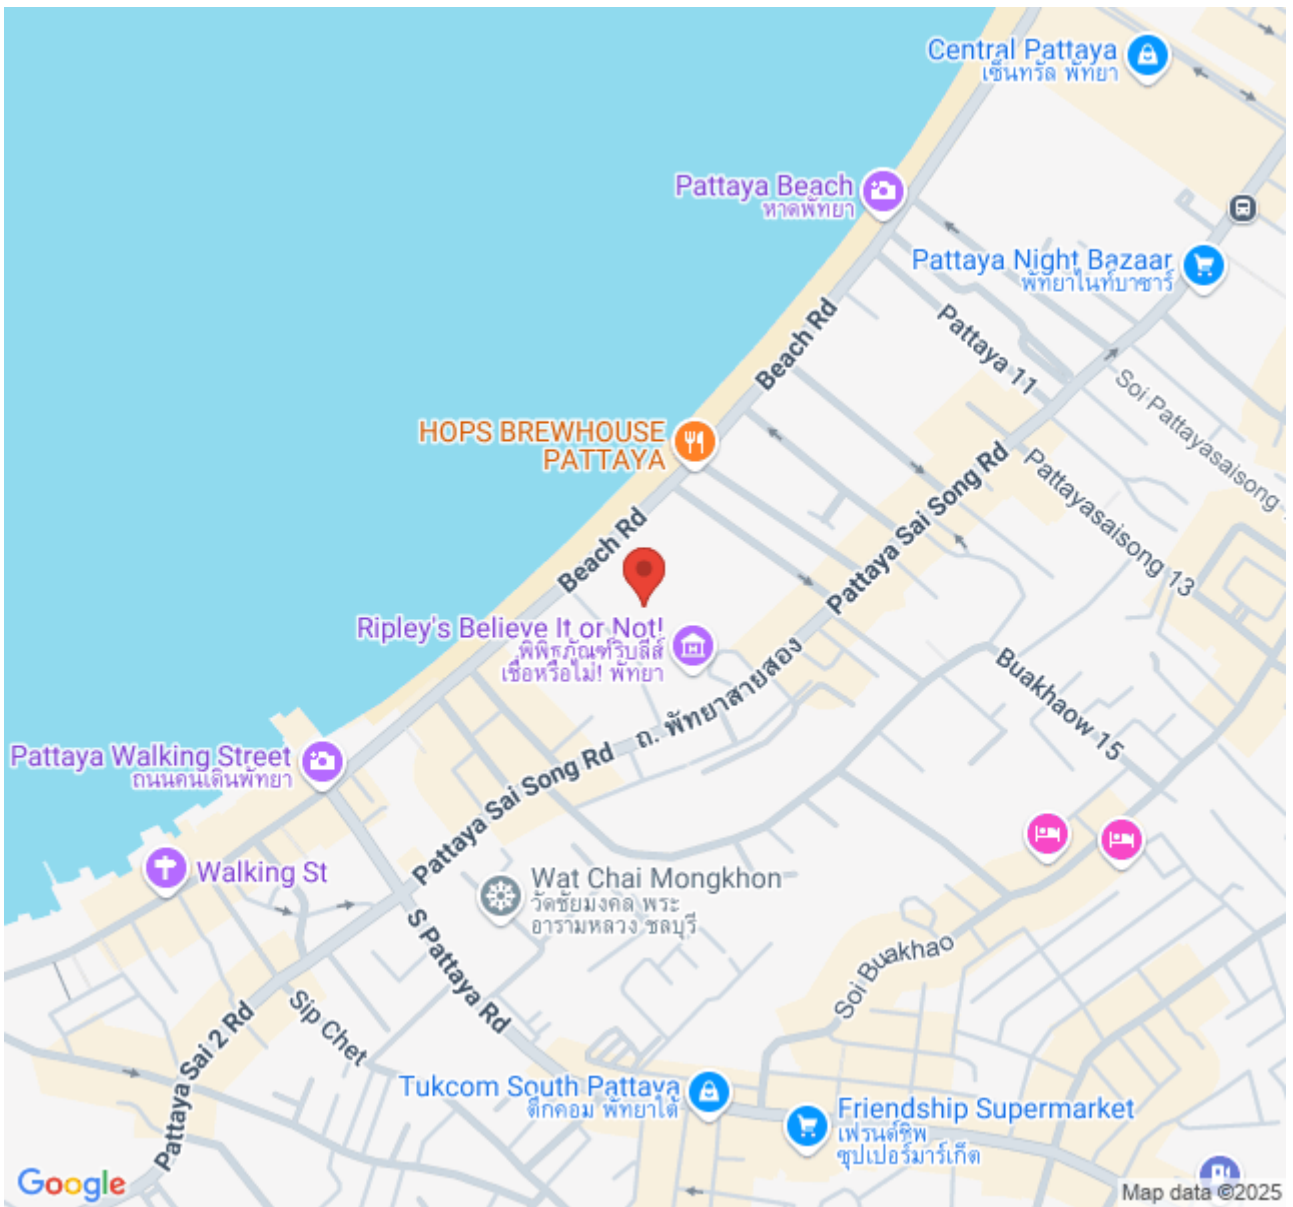 Central Pattaya
เซ็นทรัล พัทยา
Pattaya Beach
หาดพัทยา
Pattaya Night Bazaar
พัทยาไนท์บาซาร์
Beach Rd
Pattaya 11
Soi Pattayasaisong
HOPS BREWHOUSE
PATTAYA
Pattaya Sai Song Rd
Pattayasaisong 13
Beach Rd
Ripley's Believe It or Not!
พิพิธภัณฑ์ริบลีส์
เชื่อหรือไม่! พัทยา
ถ. พัทยาสายสอง
Buakhaow 15
Pattaya Walking Street
ถนนคนเดินพัทยา
Pattaya Sai Song Rd
Walking St
Wat Chai Mongkhon
วัดชัยมงคล พระ
อารามหลวง ชลบุรี
S Pattaya Rd
Soi Buakhao
Sip Chet
Pattaya Sai 2 Rd
Tukcom South Pattaya
ตึกคอม พัทยาใต้
Friendship Supermarket
เฟรนด์ชิพ
ซุปเปอร์มาร์เก็ต
Google
Map data ©2025